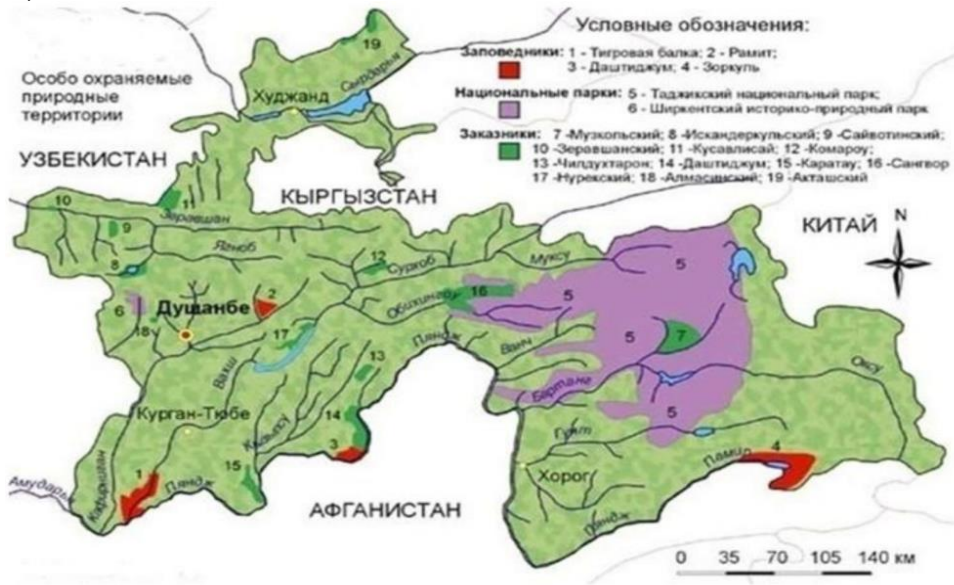 Условные обозначения:
Заповедники: 1 - Тигровая балка; 2 - Рамит;
3 - Даштиджум; 4 - Зоркуль
Национальные парки: 5 - Таджикский национальный парк;
6 - Ширкентский историко-природный парк
Заказники: 7 -Музкольский; 8 -Искандеркульский; 9 -Сайвотинский;
10 -Зеравшанский; 11 -Кусавлисай; 12 -Комароу;
13 -Чилдухтарон; 14 -Даштиджум; 15 -Каратау; 16 -Сангвор
17 -Нурекский; 18 -Алмасинский; 19 -Акташский
Особо охраняемые
природные
территории
19
Сырдарья
Худжанд
УЗБЕКИСТАН
КЫРГЫЗСТАН
КИТАЙ
N
10
11
Зеравшан
9
Ягноб
8
12
Сургоб
Муксу
5
6
Душанбе
2
Обихингоу
16
5
18
17
Пяндж
Ванч
5
7
Вахш
13
Бартанг
Оксу
Курган-Тюбе
14
Кызылсу
3
5
Гунт
Памир
4
1
15
Хорог
Амударья
Кафирниган
Пяндж
АФГАНИСТАН
Пяндж
0 35 70 105 140 км